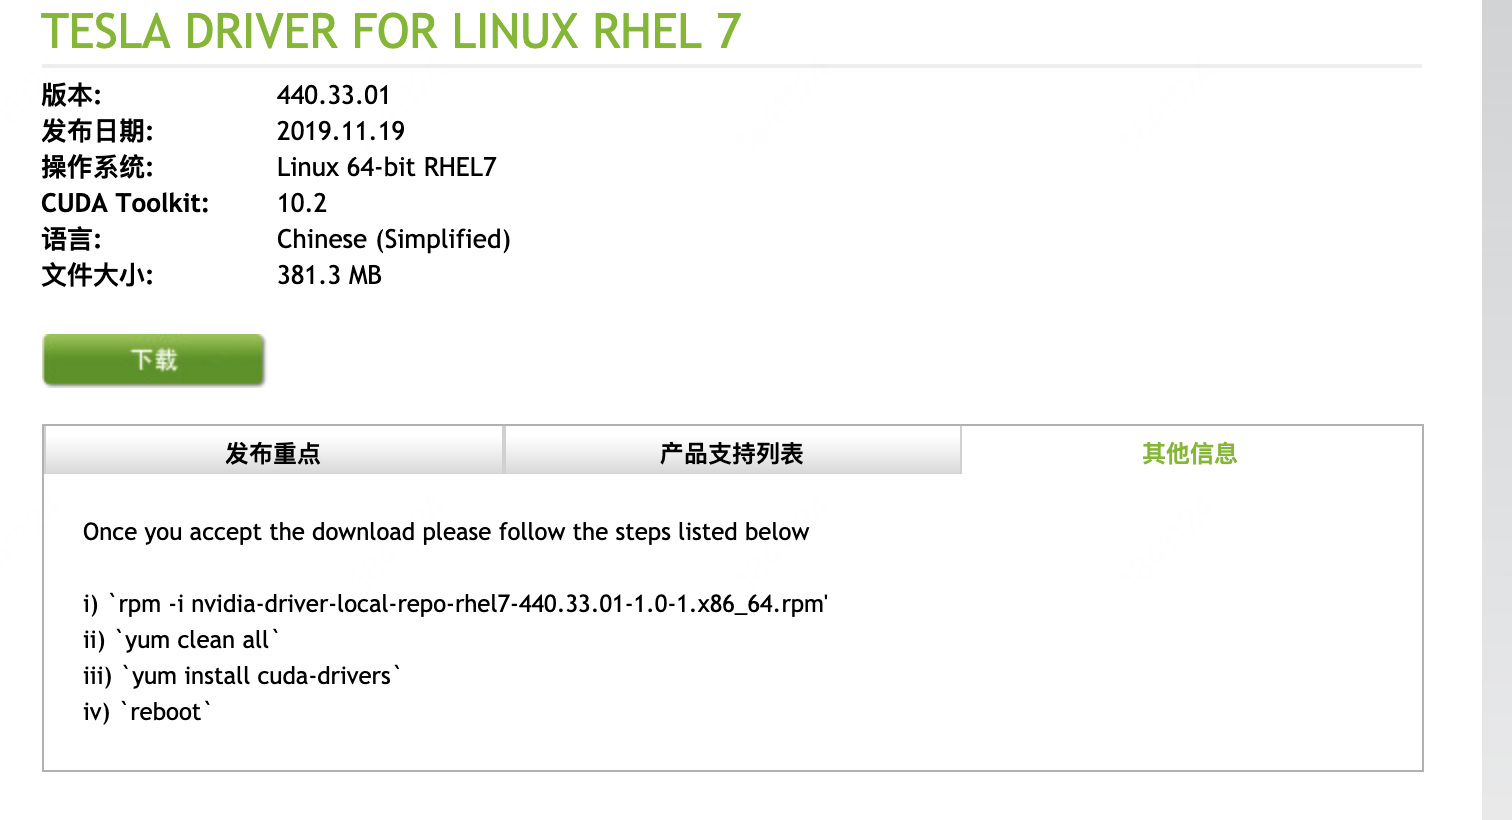 TESLA DRIVER FOR LINUX RHEL 7
版本: 440.33.01
发布日期: 2019.11.19
操作系统: Linux 64-bit RHEL7
CUDA Toolkit: 10.2
语言: Chinese (Simplified)
文件大小: 381.3 MB
下载
发布重点 产品支持列表 其他信息
Once you accept the download please follow the steps listed below
i) `rpm -i nvidia-driver-local-repo-rhel7-440.33.01-1.0-1.x86_64.rpm'
ii) `yum clean all`
iii) `yum install cuda-drivers`
iv) `reboot`